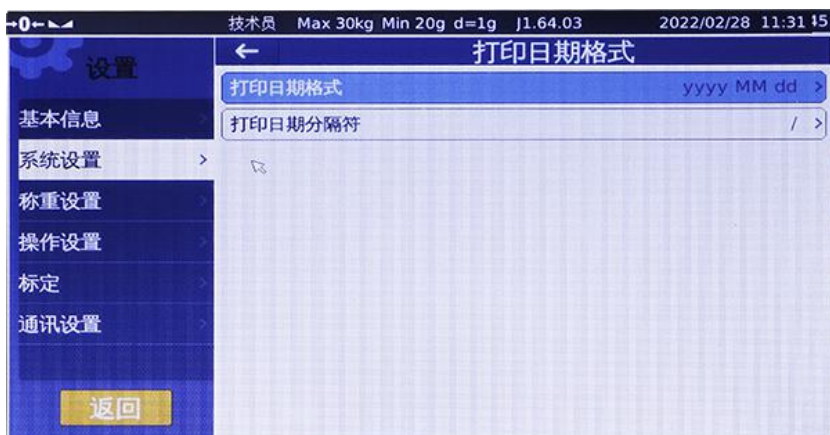 →0← 技术员 Max 30kg Min 20g d=1g J1.64.03 2022/02/28 11:31
设置
← 打印日期格式
打印日期格式 yyyy MM dd >
打印日期分隔符 / >
基本信息 >
系统设置 >
称重设置 >
操作设置 >
标定 >
通讯设置 >
返回